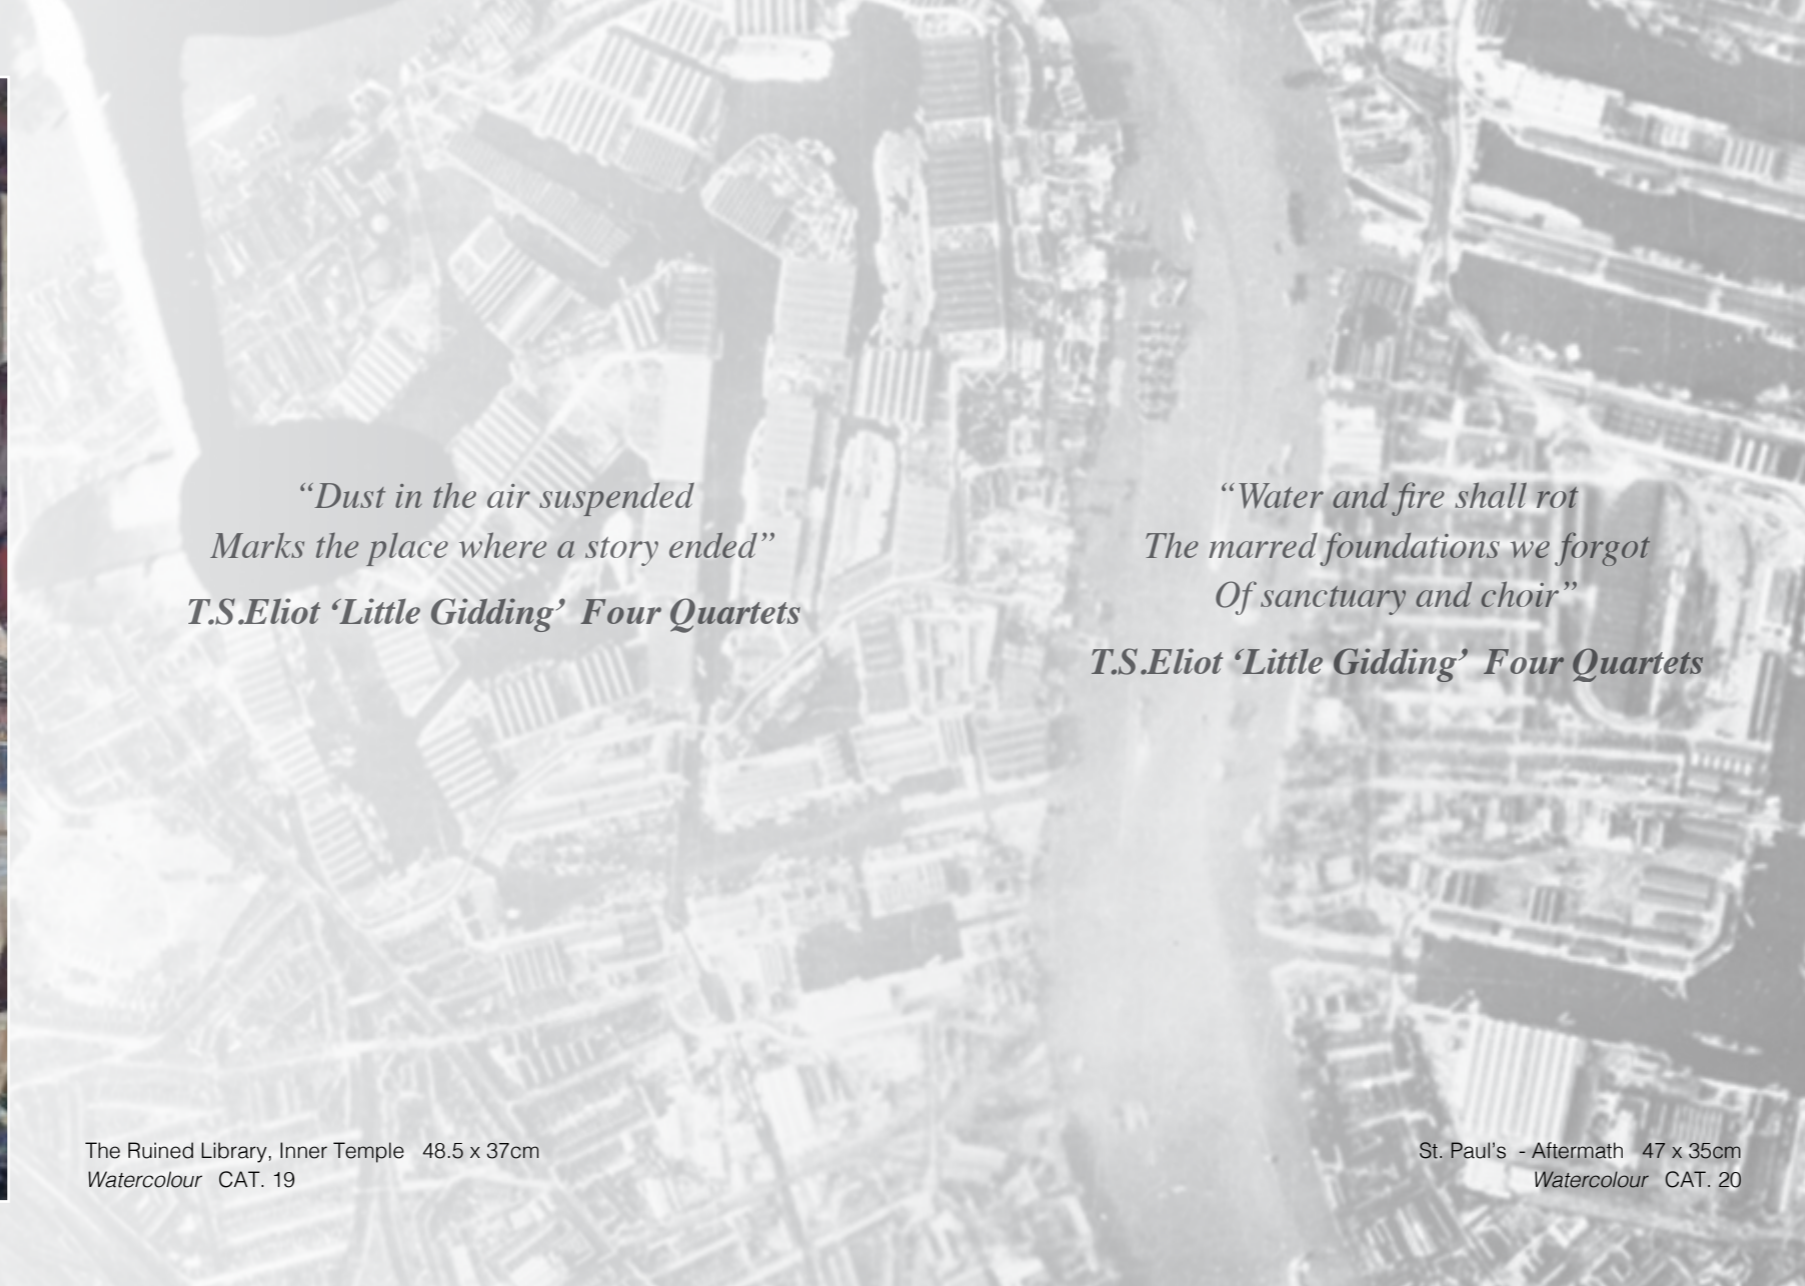 “Dust in the air suspended
Marks the place where a story ended”
T.S.Eliot ‘Little Gidding’  Four Quartets
“Water and fire shall rot
The marred foundations we forgot
Of sanctuary and choir”
T.S.Eliot ‘Little Gidding’  Four Quartets
The Ruined Library, Inner Temple   48.5 x 37cm
Watercolour   CAT. 19
St. Paul's  - Aftermath   47 x 35cm
Watercolour   CAT. 20